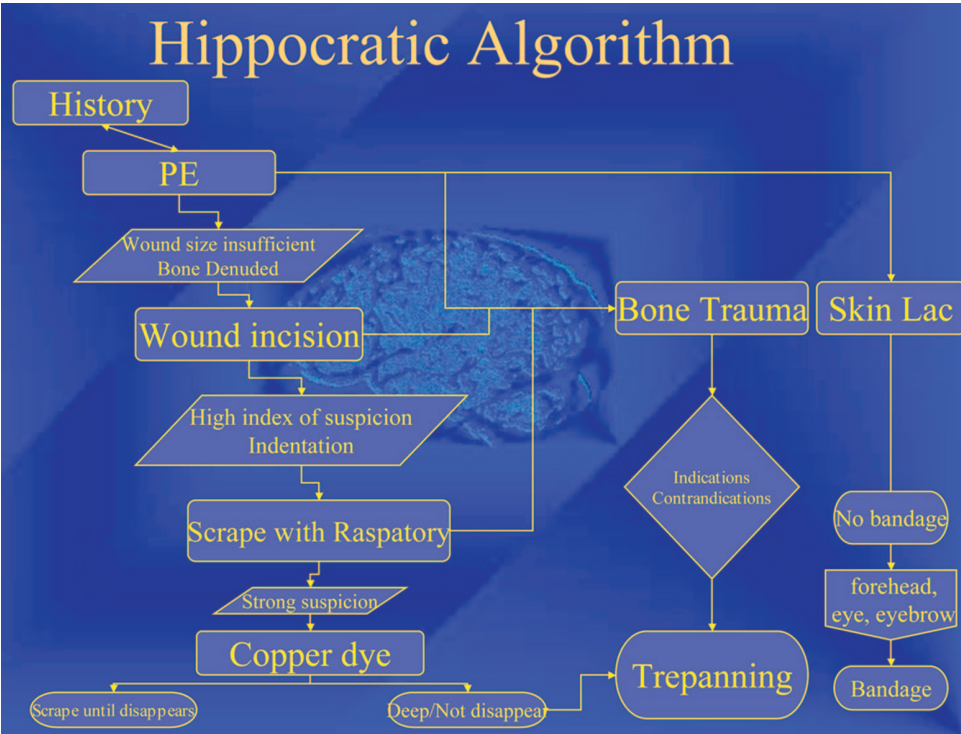 Hippocratic Algorithm
History
PE
Wound size insufficient
Bone Denuded
Wound incision
Bone Trauma
Skin Lac
High index of suspicion
Indentation
Indications
Contrandications
Scrape with Raspatory
No bandage
Strong suspicion
forehead,
eye, eyebrow
Copper dye
Trepanning
Bandage
Scrape until disappears
Deep/Not disappear